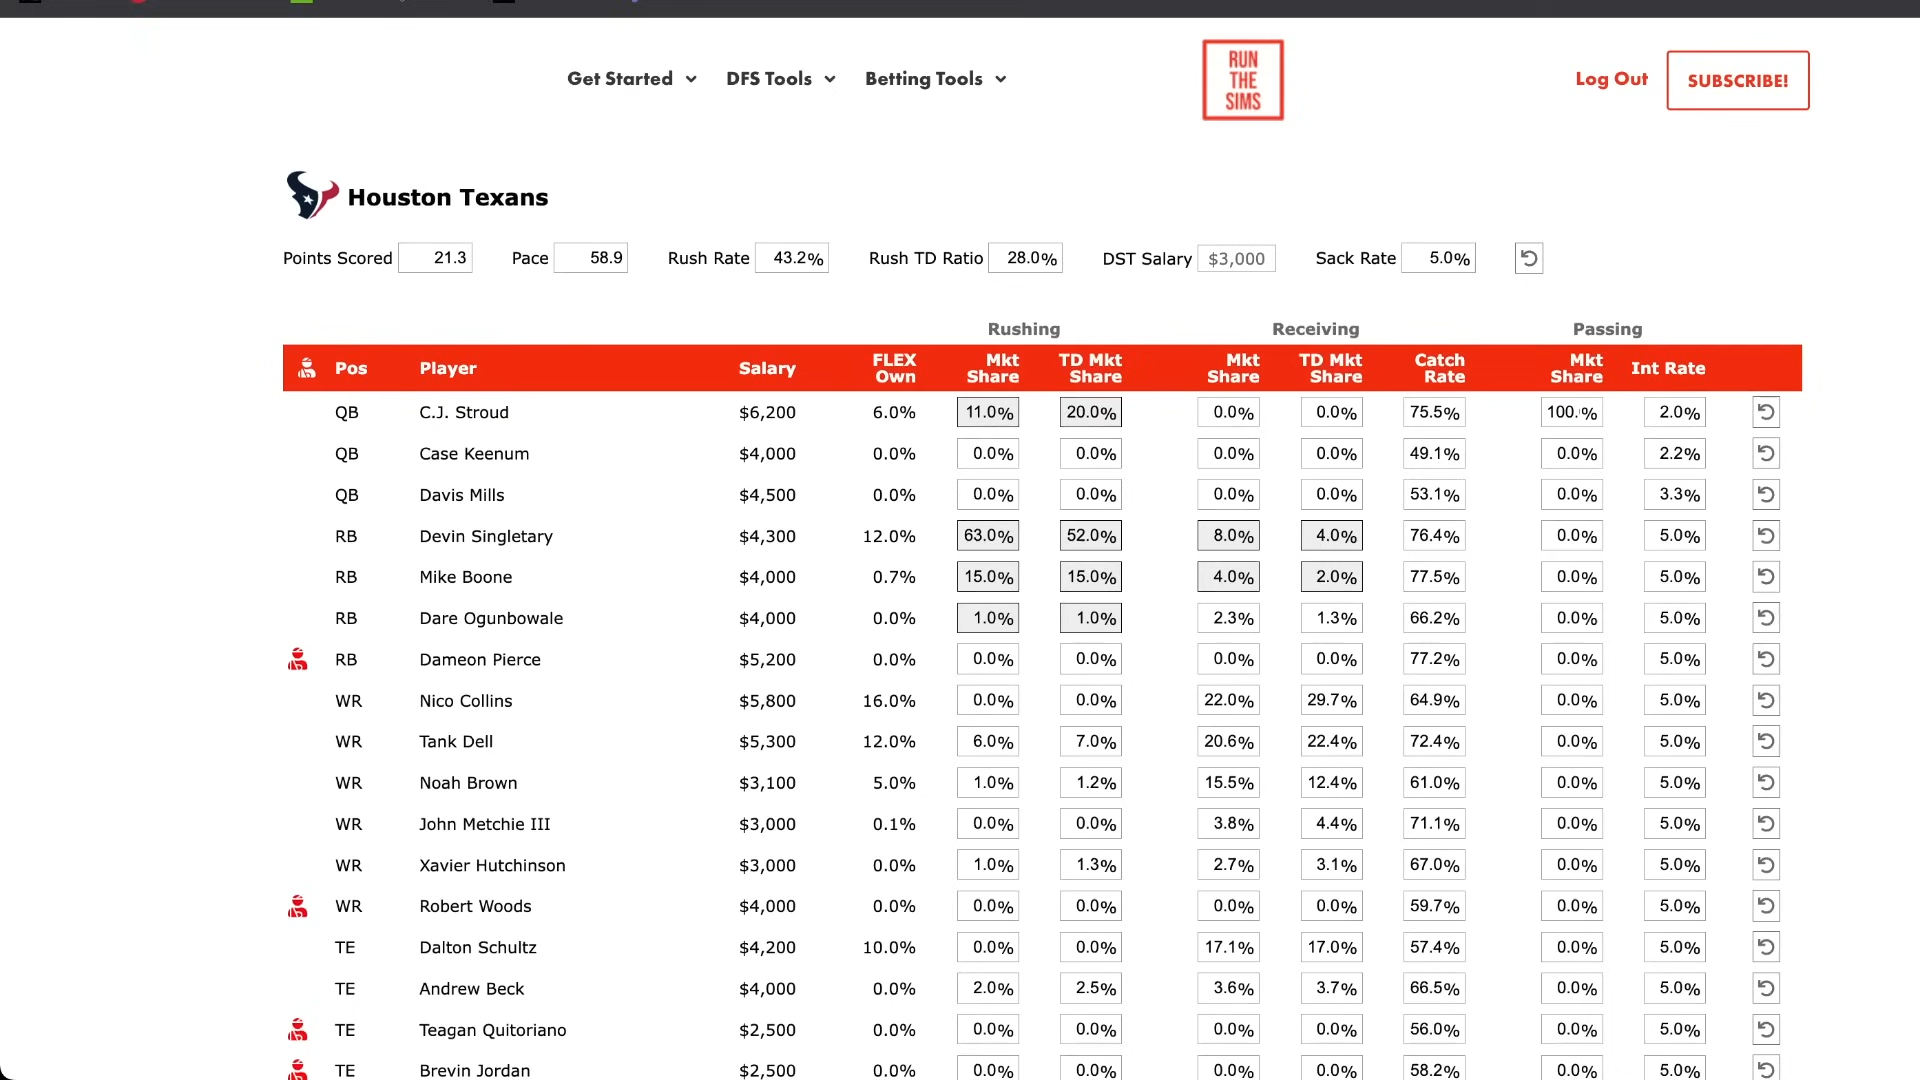 Get Started DFS Tools Betting Tools RUN THE SIMS Log Out SUBSCRIBE!
Houston Texans
Points Scored 21.3 Pace 58.9 Rush Rate 43.2% Rush TD Ratio 28.0% DST Salary $3,000 Sack Rate 5.0%
Rushing Receiving Passing
Pos Player Salary FLEX Own Mkt Share TD Mkt Share Mkt Share TD Mkt Share Catch Rate Mkt Share Int Rate
QB C.J. Stroud $6,200 6.0% 11.0% 20.0% 0.0% 0.0% 75.5% 100.% 2.0%
QB Case Keenum $4,000 0.0% 0.0% 0.0% 0.0% 0.0% 49.1% 0.0% 2.2%
QB Davis Mills $4,500 0.0% 0.0% 0.0% 0.0% 0.0% 53.1% 0.0% 3.3%
RB Devin Singletary $4,300 12.0% 63.0% 52.0% 8.0% 4.0% 76.4% 0.0% 5.0%
RB Mike Boone $4,000 0.7% 15.0% 15.0% 4.0% 2.0% 77.5% 0.0% 5.0%
RB Dare Ogunbowale $4,000 0.0% 1.0% 1.0% 2.3% 1.3% 66.2% 0.0% 5.0%
RB Dameon Pierce $5,200 0.0% 0.0% 0.0% 0.0% 0.0% 77.2% 0.0% 5.0%
WR Nico Collins $5,800 16.0% 0.0% 0.0% 22.0% 29.7% 64.9% 0.0% 5.0%
WR Tank Dell $5,300 12.0% 6.0% 7.0% 20.6% 22.4% 72.4% 0.0% 5.0%
WR Noah Brown $3,100 5.0% 1.0% 1.2% 15.5% 12.4% 61.0% 0.0% 5.0%
WR John Metchie III $3,000 0.1% 0.0% 0.0% 3.8% 4.4% 71.1% 0.0% 5.0%
WR Xavier Hutchinson $3,000 0.0% 1.0% 1.3% 2.7% 3.1% 67.0% 0.0% 5.0%
WR Robert Woods $4,000 0.0% 0.0% 0.0% 0.0% 0.0% 59.7% 0.0% 5.0%
TE Dalton Schultz $4,200 10.0% 0.0% 0.0% 17.1% 17.0% 57.4% 0.0% 5.0%
TE Andrew Beck $4,000 0.0% 2.0% 2.5% 3.6% 3.7% 66.5% 0.0% 5.0%
TE Teagan Quitoriano $2,500 0.0% 0.0% 0.0% 0.0% 0.0% 56.0% 0.0% 5.0%
TE Brevin Jordan $2,500 0.0% 0.0% 0.0% 0.0% 0.0% 58.2% 0.0% 5.0%